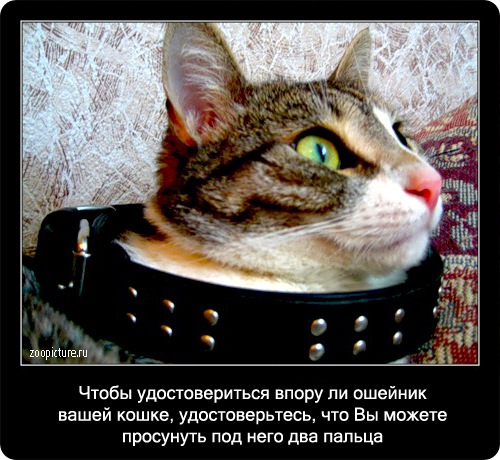 zoopicture.ru
Чтобы удостовериться впору ли ошейник
вашей кошке, удостоверьтесь, что Вы можете
просунуть под него два пальца